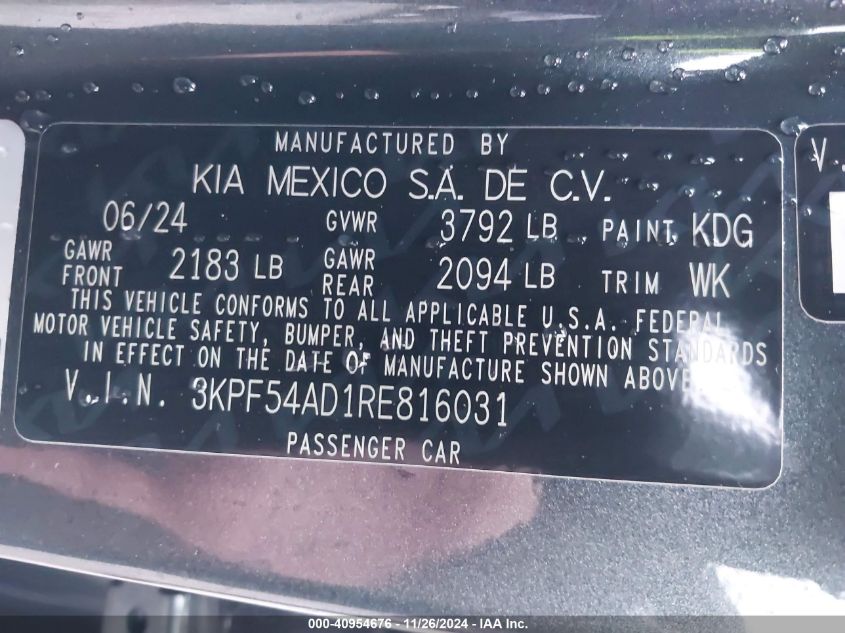 MANUFACTURED BY
KIA MEXICO S.A. DE C.V.
06/24 GVWR 3792 LB PAINT KDG
GAWR FRONT 2183 LB GAWR REAR 2094 LB TRIM WK
THIS VEHICLE CONFORMS TO ALL APPLICABLE U.S.A. FEDERAL
MOTOR VEHICLE SAFETY, BUMPER, AND THEFT PREVENTION STANDARDS
IN EFFECT ON THE DATE OF MANUFACTURE SHOWN ABOVE.
V.I.N. 3KPF54AD1RE816031
PASSENGER CAR
V.
000-40954676 - 11/26/2024 - IAA Inc.